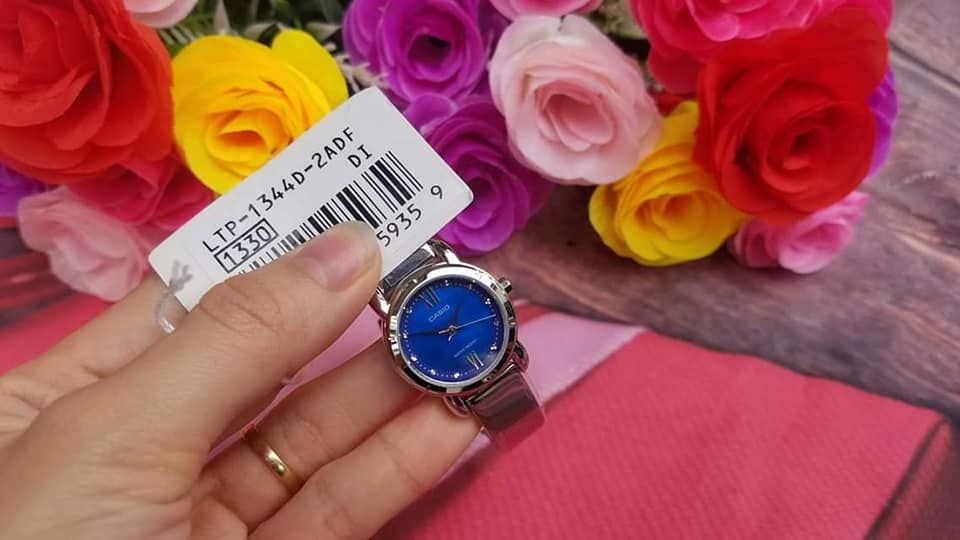 LTP-1344D-2ADF
DI
1330
5935 9
CASIO